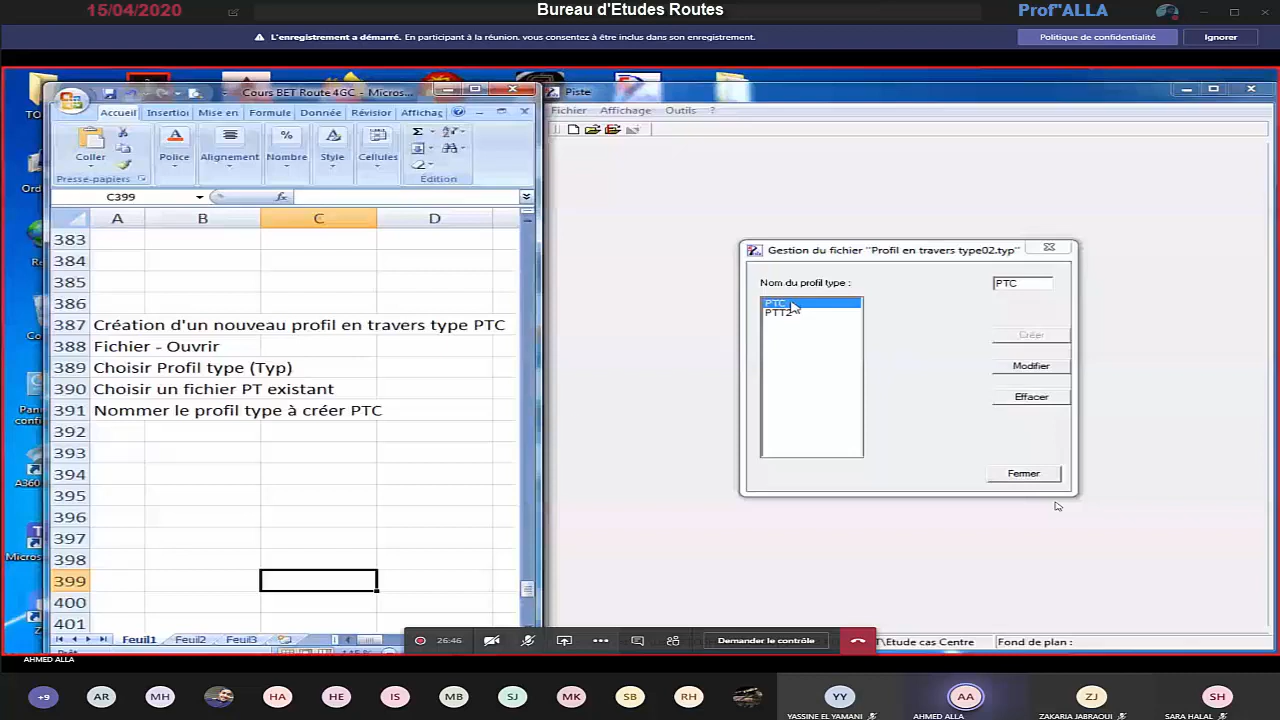 15/04/2020
Bureau d'Etudes Routes
Prof"ALLA
L'enregistrement a démarré. En participant à la réunion, vous consentez à être inclus dans son enregistrement.
Politique de confidentialité
Ignorer
Cours BET Route 4GC - Micros...
Piste
Accueil
Insertion
Mise en
Formule
Donnée
Révisior
Affichag
Fichier
Affichage
Outils
?
Coller
Police
Alignement
Nombre
Style
Cellules
Presse-papiers
Édition
C399
fx
A
B
C
D
383
384
385
386
387 Création d'un nouveau profil en travers type PTC
388 Fichier - Ouvrir
389 Choisir Profil type (Typ)
390 Choisir un fichier PT existant
391 Nommer le profil type à créer PTC
392
393
394
395
396
397
398
399
400
401
Gestion du fichier "Profil en travers type02.typ"
Nom du profil type :
PTC
PTC
PTT2
Créer
Modifier
Effacer
Fermer
Feuil1
Feuil2
Feuil3
26:46
Demander le contrôle
T\Etude cas Centre
Fond de plan :
AHMED ALLA
+9
AR
MH
HA
HE
IS
MB
SJ
MK
SB
RH
YY
AA
ZJ
SH
YASSINE EL YAMANI
AHMED ALLA
ZAKARIA JABRAOUI
SARA HALAL